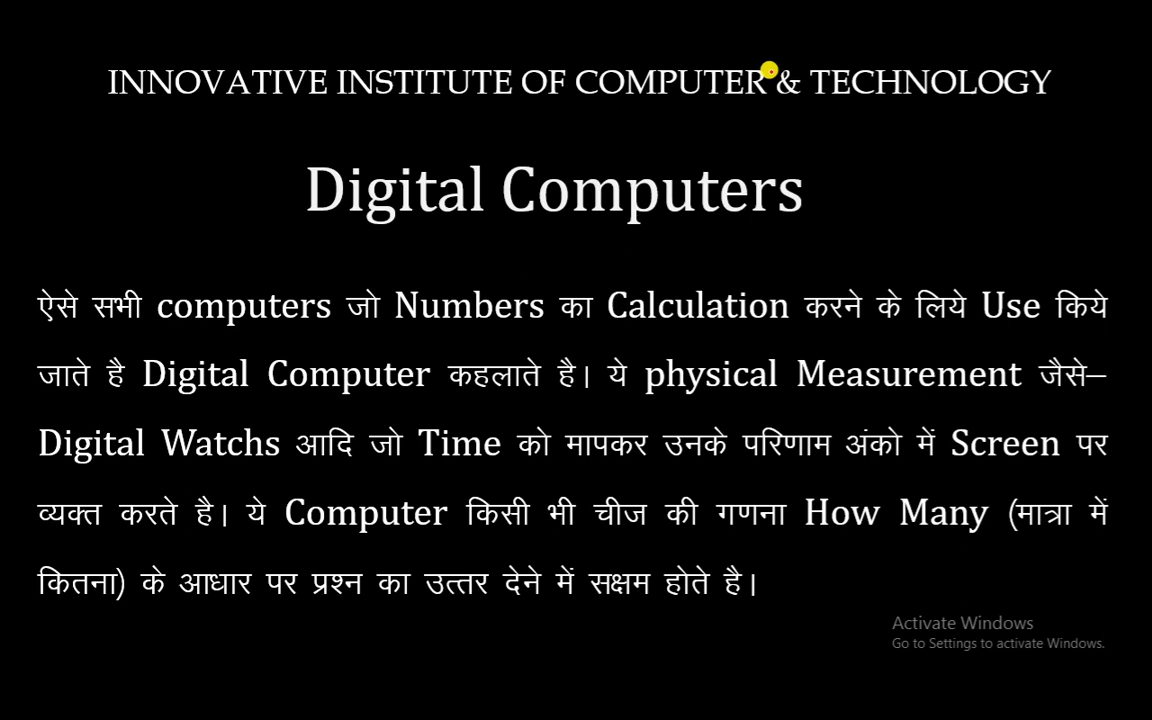 INNOVATIVE INSTITUTE OF COMPUTER & TECHNOLOGY
Digital Computers
ऐसे सभी computers जो Numbers का Calculation करने के लिये Use किये
जाते है Digital Computer कहलाते है। ये physical Measurement जैसे–
Digital Watchs आदि जो Time को मापकर उनके परिणाम अंको में Screen पर
व्यक्त करते है। ये Computer किसी भी चीज की गणना How Many (मात्रा में
कितना) के आधार पर प्रश्न का उत्तर देने में सक्षम होते है।
Activate Windows
Go to Settings to activate Windows.